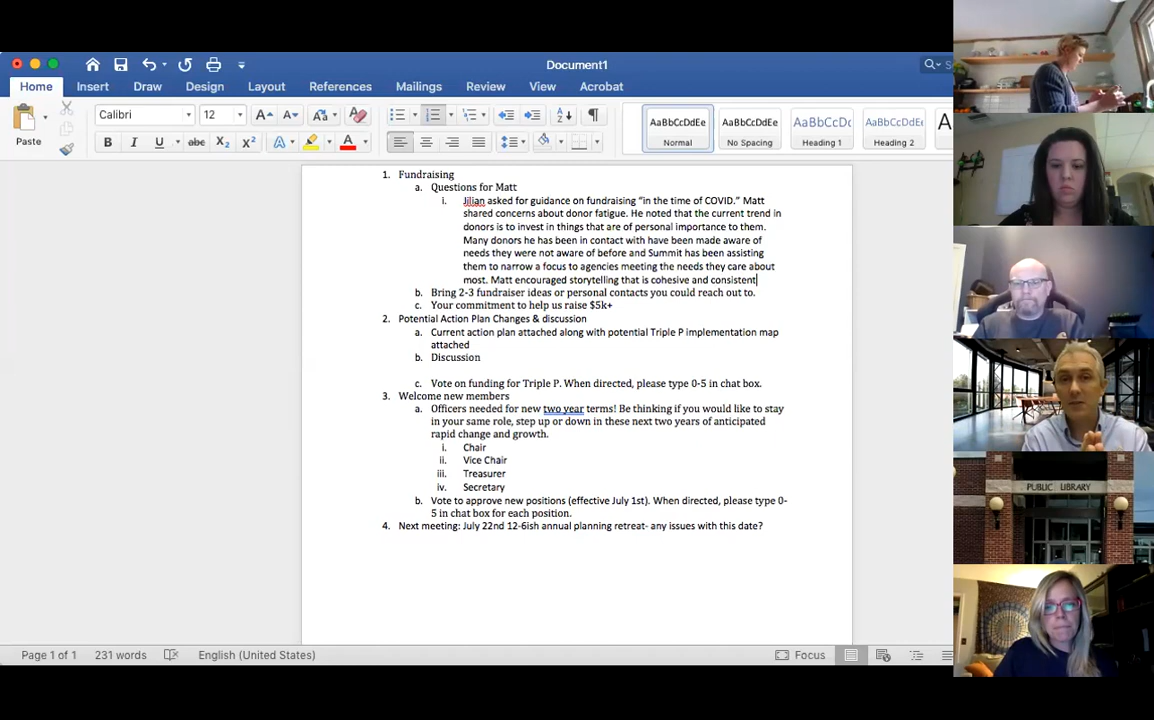 Document1
Home Insert Draw Design Layout References Mailings Review View Acrobat
Calibri 12
Paste
AaBbCcDdEe AaBbCcDdEe AaBbCcDc AaBbCcDdEe
Normal No Spacing Heading 1 Heading 2
1. Fundraising
a. Questions for Matt
i. Jilian asked for guidance on fundraising “in the time of COVID.” Matt
shared concerns about donor fatigue. He noted that the current trend in
donors is to invest in things that are of personal importance to them.
Many donors he has been in contact with have been made aware of
needs they were not aware of before and Summit has been assisting
them to narrow a focus to agencies meeting the needs they care about
most. Matt encouraged storytelling that is cohesive and consistent
b. Bring 2-3 fundraiser ideas or personal contacts you could reach out to.
c. Your commitment to help us raise $5k+
2. Potential Action Plan Changes & discussion
a. Current action plan attached along with potential Triple P implementation map
attached
b. Discussion
c. Vote on funding for Triple P. When directed, please type 0-5 in chat box.
3. Welcome new members
a. Officers needed for new two year terms! Be thinking if you would like to stay
in your same role, step up or down in these next two years of anticipated
rapid change and growth.
i. Chair
ii. Vice Chair
iii. Treasurer
iv. Secretary
b. Vote to approve new positions (effective July 1st). When directed, please type 0-
5 in chat box for each position.
4. Next meeting: July 22nd 12-6ish annual planning retreat- any issues with this date?
Page 1 of 1 231 words English (United States) Focus
PUBLIC LIBRARY